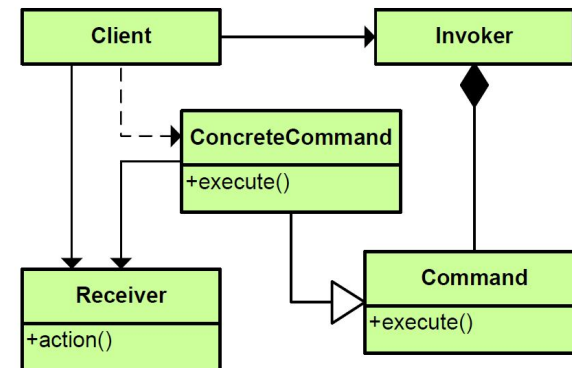 Client
Invoker
ConcreteCommand
+execute()
Receiver
+action()
Command
+execute()